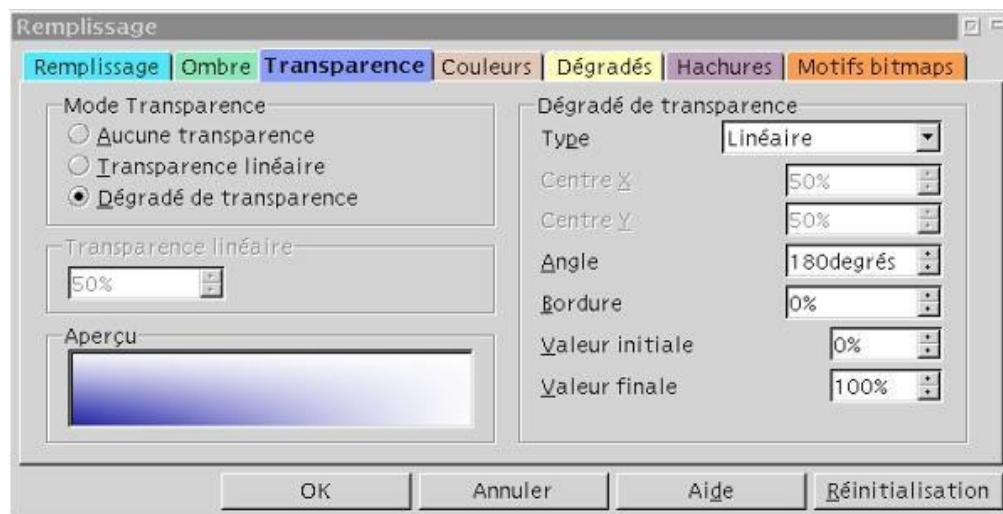 Remplissage
Remplissage Ombre Transparence Couleurs Dégradés Hachures Motifs bitmaps
Mode Transparence
Aucune transparence
Transparence linéaire
Dégradé de transparence
Transparence linéaire
50%
Aperçu
Dégradé de transparence
Type Linéaire
Centre X 50%
Centre Y 50%
Angle 180degrés
Bordure 0%
Valeur initiale 0%
Valeur finale 100%
OK Annuler Aide Réinitialisation